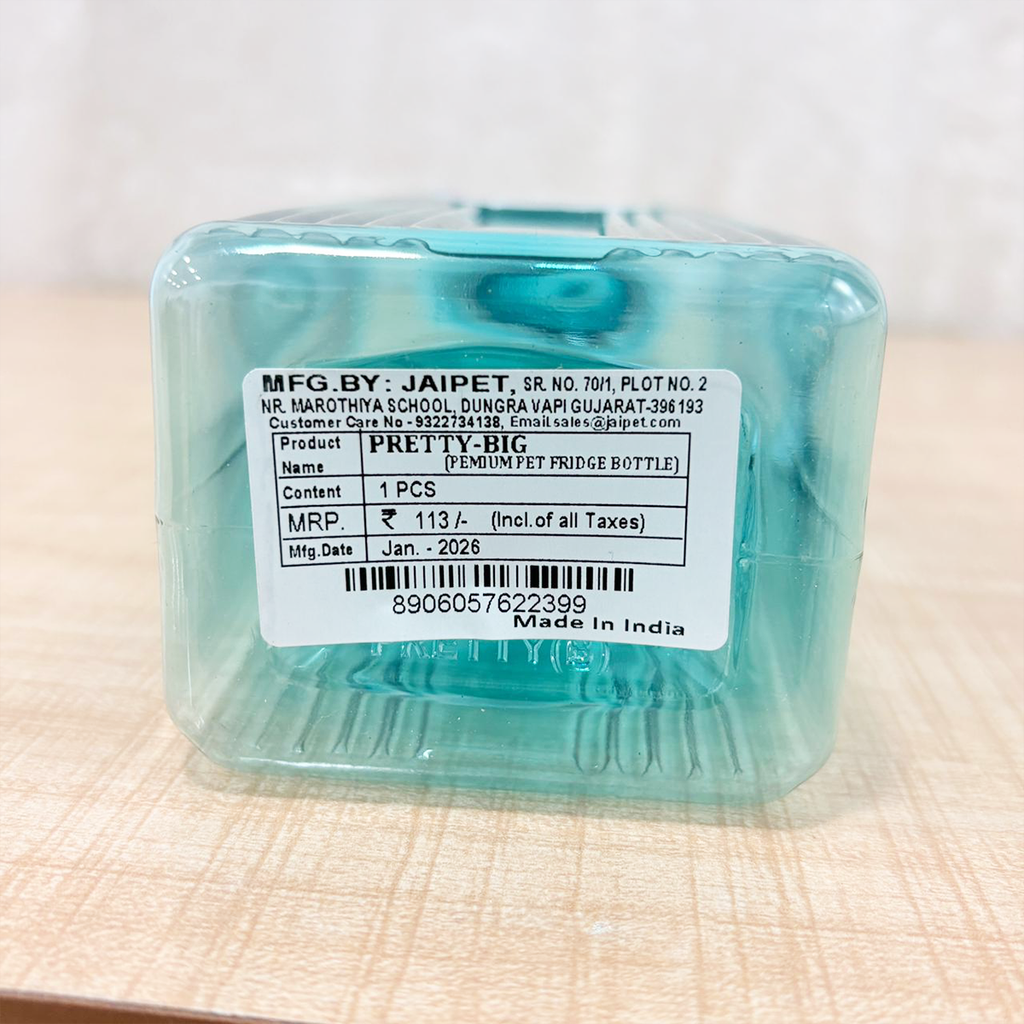 MFG.BY: JAIPET, SR. NO. 70/1, PLOT NO. 2
NR. MAROTHIYA SCHOOL, DUNGRA VAPI GUJARAT-396193
Customer Care No - 9322734138, Email.sales@jaipet.com
Product Name PRETTY-BIG
(PEMIUM PET FRIDGE BOTTLE)
Content 1 PCS
MRP. ₹ 113 /- (Incl.of all Taxes)
Mfg.Date Jan. - 2026
8906057622399
Made In India
PRETTY(B)